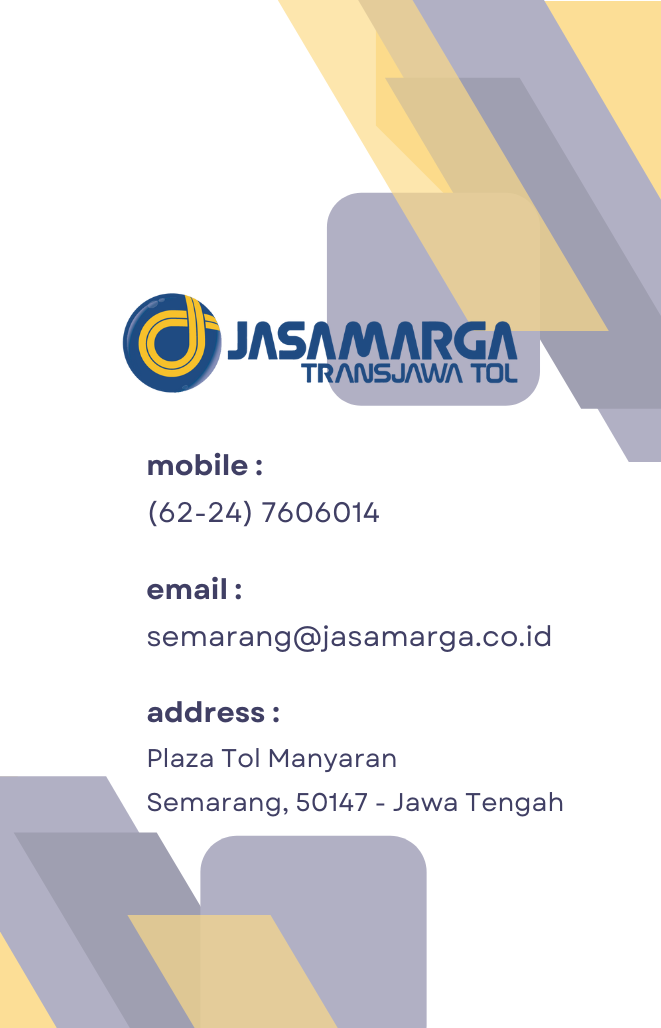 JASAMARGA
TRANSJAWA TOL
mobile :
(62-24) 7606014
email :
semarang@jasamarga.co.id
address :
Plaza Tol Manyaran
Semarang, 50147 - Jawa Tengah